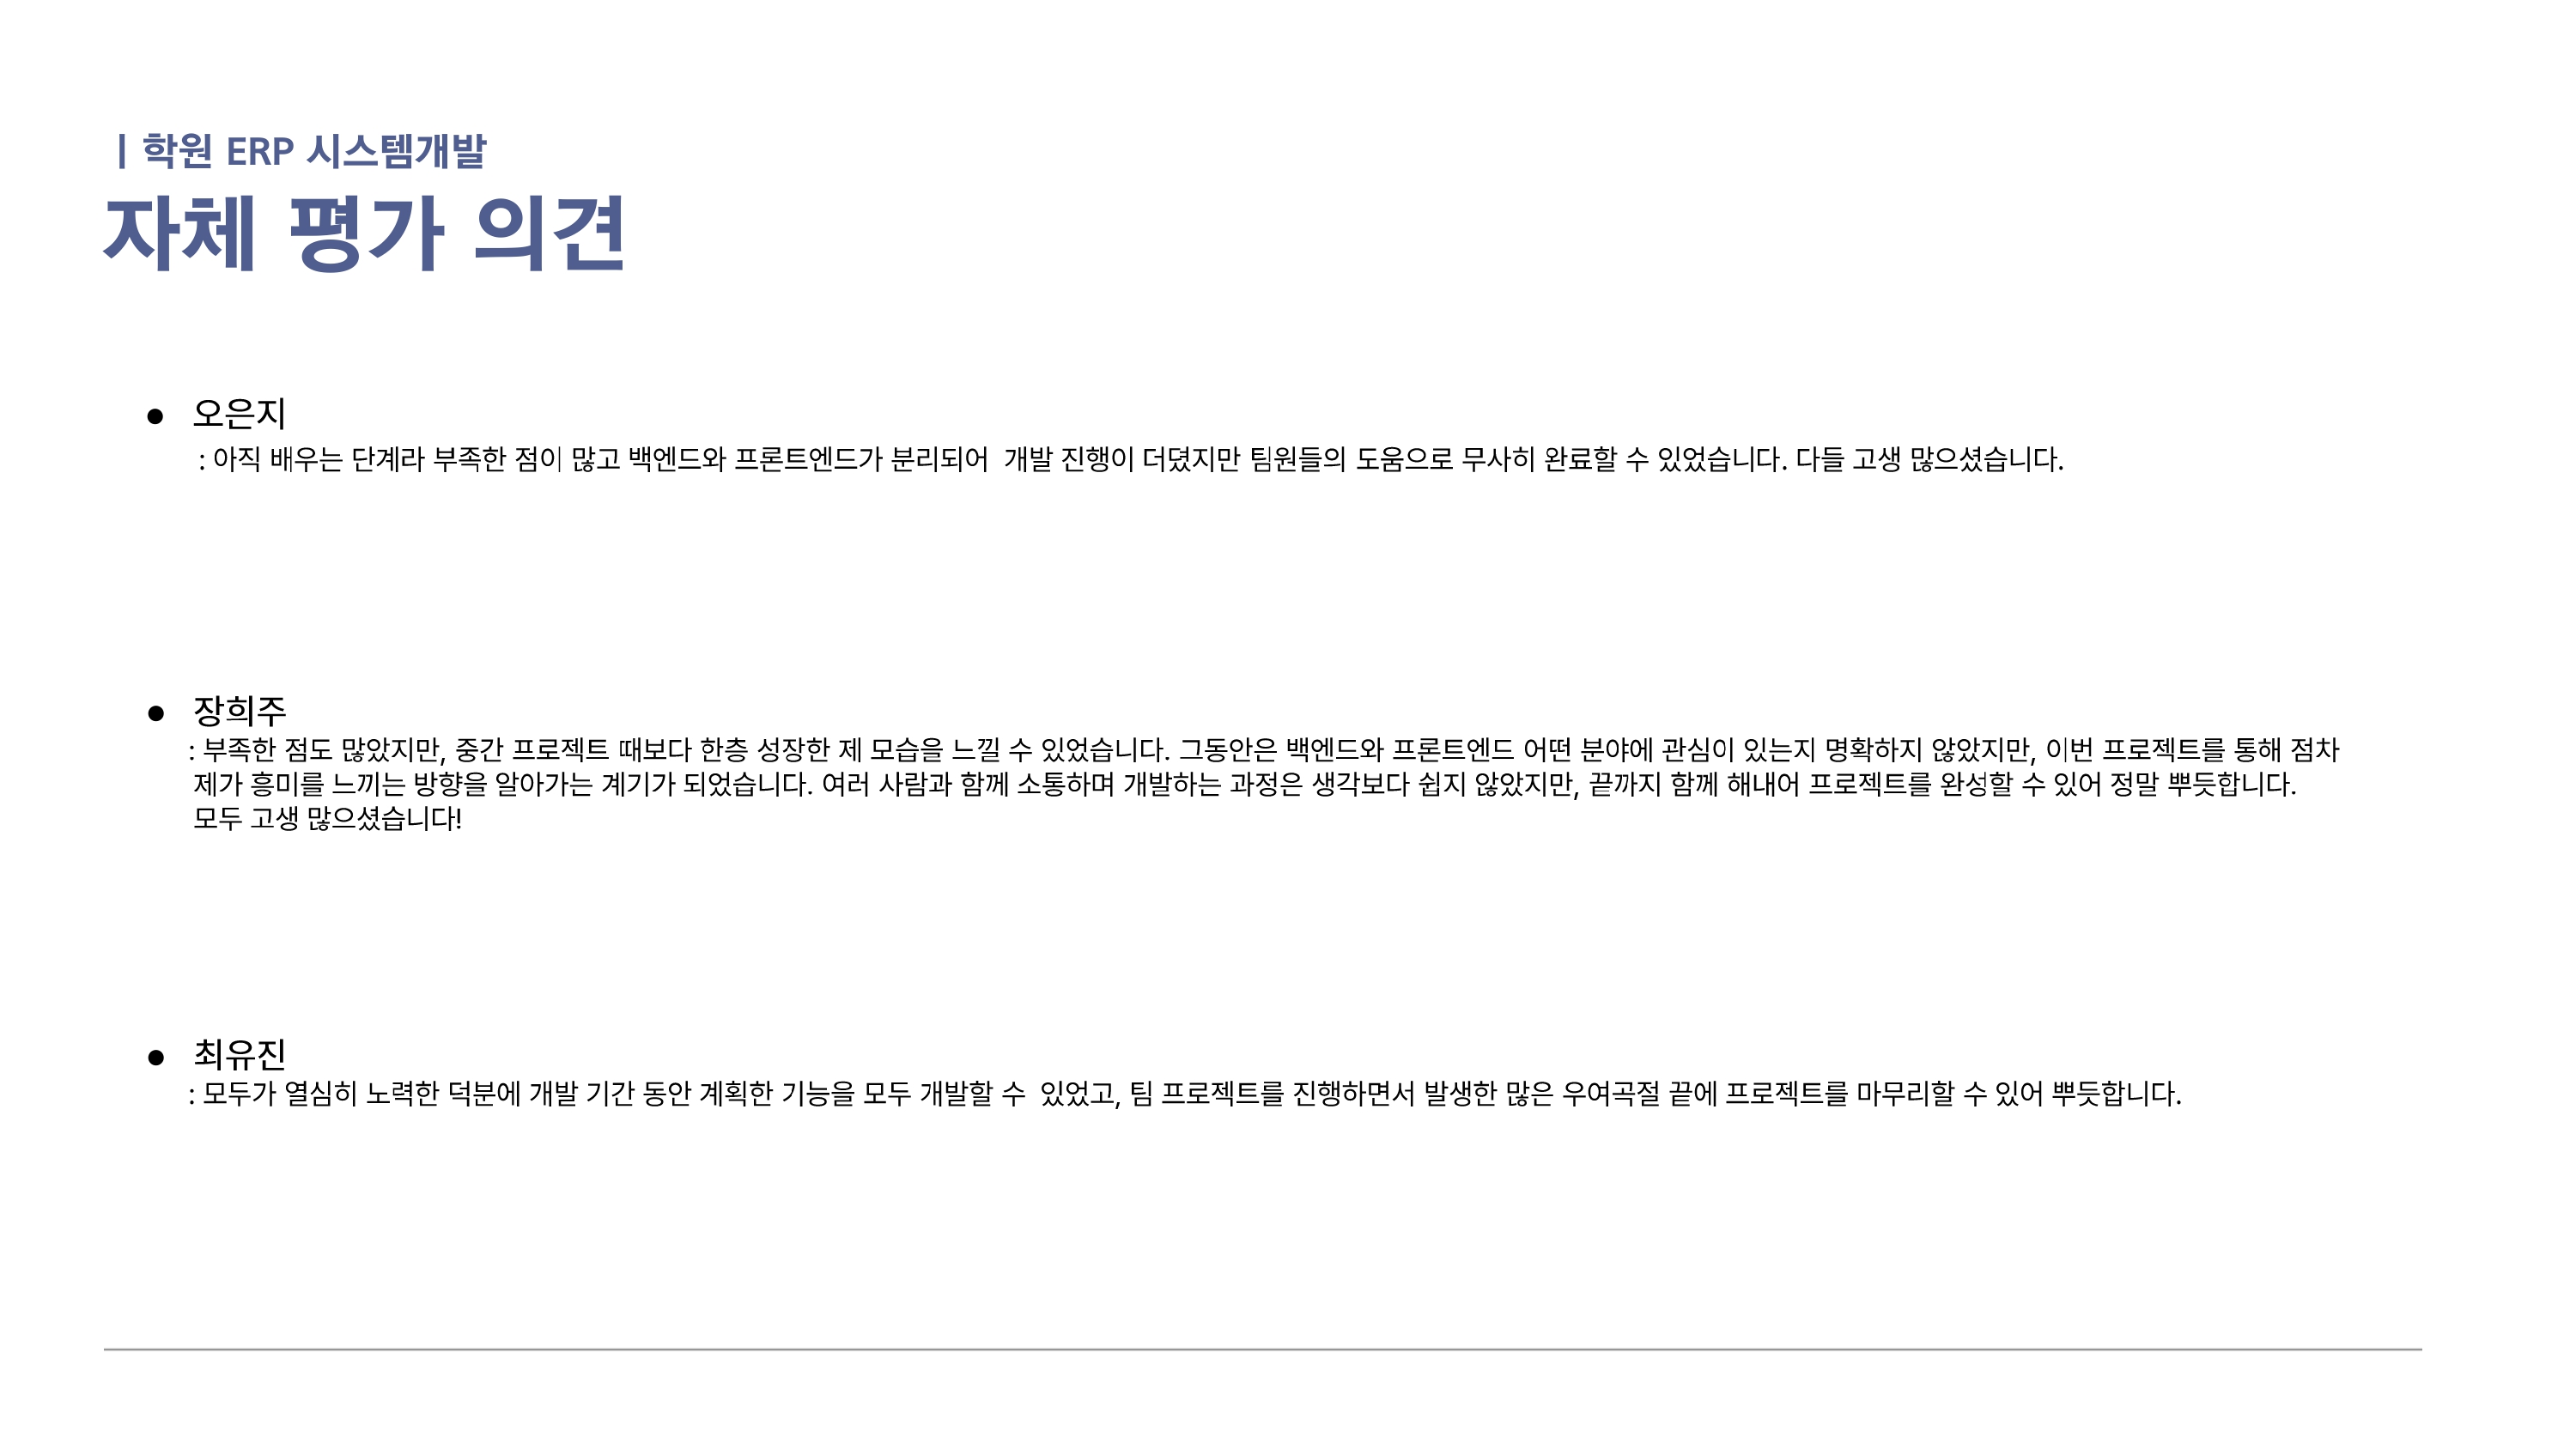 | 학원 ERP 시스템개발
자체 평가 의견
● 오은지
: 아직 배우는 단계라 부족한 점이 많고 백엔드와 프론트엔드가 분리되어 개발 진행이 더뎠지만 팀원들의 도움으로 무사히 완료할 수 있었습니다. 다들 고생 많으셨습니다.
● 장희주
: 부족한 점도 많았지만, 중간 프로젝트 때보다 한층 성장한 제 모습을 느낄 수 있었습니다. 그동안은 백엔드와 프론트엔드 어떤 분야에 관심이 있는지 명확하지 않았지만, 이번 프로젝트를 통해 점차
제가 흥미를 느끼는 방향을 알아가는 계기가 되었습니다. 여러 사람과 함께 소통하며 개발하는 과정은 생각보다 쉽지 않았지만, 끝까지 함께 해내어 프로젝트를 완성할 수 있어 정말 뿌듯합니다.
모두 고생 많으셨습니다!
● 최유진
: 모두가 열심히 노력한 덕분에 개발 기간 동안 계획한 기능을 모두 개발할 수 있었고, 팀 프로젝트를 진행하면서 발생한 많은 우여곡절 끝에 프로젝트를 마무리할 수 있어 뿌듯합니다.